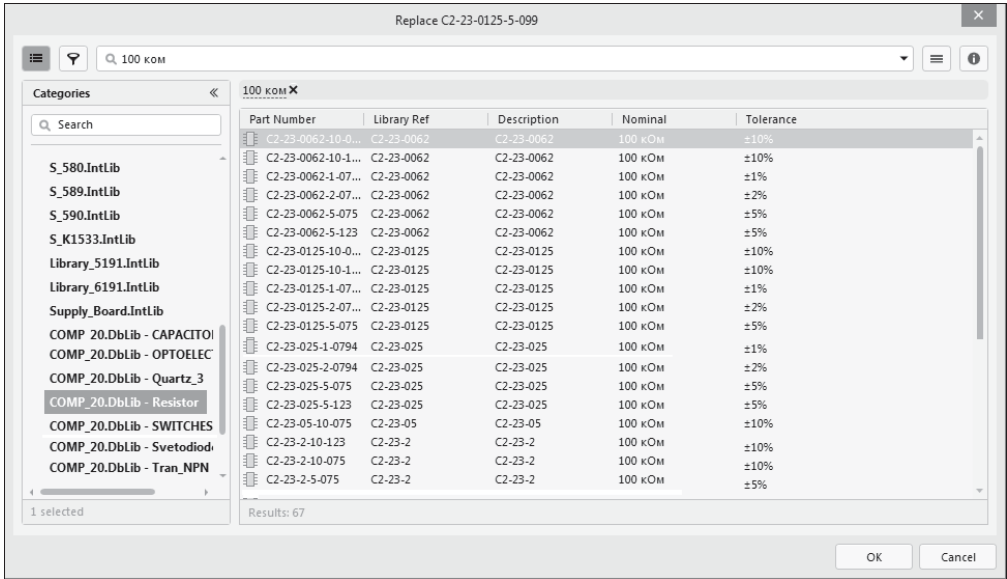 Replace C2-23-0125-5-099
100 ком
Categories
100 ком
Search
Part Number Library Ref Description Nominal Tolerance
C2-23-0062-10-0... C2-23-0062 C2-23-0062 100 кОм ±10%
C2-23-0062-10-1... C2-23-0062 C2-23-0062 100 кОм ±10%
S_580.IntLib
C2-23-0062-1-07... C2-23-0062 C2-23-0062 100 кОм ±1%
S_589.IntLib
C2-23-0062-2-07... C2-23-0062 C2-23-0062 100 кОм ±2%
S_590.IntLib
C2-23-0062-5-075 C2-23-0062 C2-23-0062 100 кОм ±5%
S_K1533.IntLib
C2-23-0062-5-123 C2-23-0062 C2-23-0062 100 кОм ±5%
C2-23-0125-10-0... C2-23-0125 C2-23-0125 100 кОм ±10%
Library_5191.IntLib
C2-23-0125-10-1... C2-23-0125 C2-23-0125 100 кОм ±10%
Library_6191.IntLib
C2-23-0125-1-07... C2-23-0125 C2-23-0125 100 кОм ±1%
Supply_Board.IntLib
C2-23-0125-2-07... C2-23-0125 C2-23-0125 100 кОм ±2%
C2-23-0125-5-075 C2-23-0125 C2-23-0125 100 кОм ±5%
COMP_20.DbLib - CAPACITO
C2-23-025-1-0794 C2-23-025 C2-23-025 100 кОм ±1%
COMP_20.DbLib - OPTOELEC
C2-23-025-2-0794 C2-23-025 C2-23-025 100 кОм ±2%
COMP_20.DbLib - Quartz_3
C2-23-025-5-075 C2-23-025 C2-23-025 100 кОм ±5%
COMP_20.DbLib - Resistor
C2-23-025-5-123 C2-23-025 C2-23-025 100 кОм ±5%
COMP_20.DbLib - SWITCHES
C2-23-05-10-075 C2-23-05 C2-23-05 100 кОм ±10%
COMP_20.DbLib - Svetodiod
C2-23-2-10-123 C2-23-2 C2-23-2 100 кОм ±10%
COMP_20.DbLib - Tran_NPN
C2-23-2-10-075 C2-23-2 C2-23-2 100 кОм ±10%
C2-23-2-5-075 C2-23-2 C2-23-2 100 кОм ±5%
1 selected
Results: 67
OK Cancel